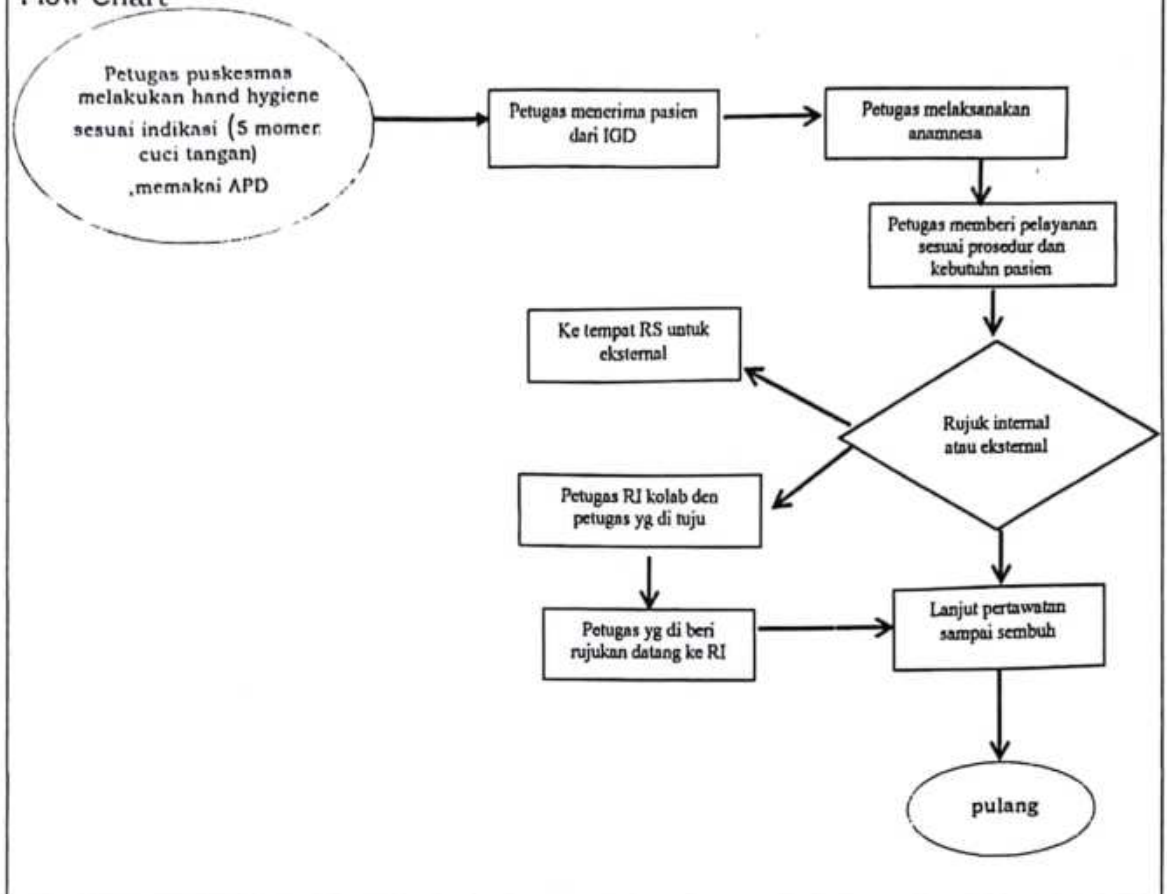 Flow Chart
Petugas puskesmas
melakukan hand hygiene
sesuai indikasi (5 momen
cuci tangan)
,memakai APD
Petugas menerima pasien
dari IGD
Petugas melaksanakan
anamnesa
Petugas memberi pelayanan
sesuai prosedur dan
kebutuhn pasien
Ke tempat RS untuk
eksternal
Rujuk internal
atau eksternal
Petugas RI kolab den
petugas yg di tuju
Petugas yg di beri
rujukan datang ke RI
Lanjut pertawatan
sampai sembuh
pulang